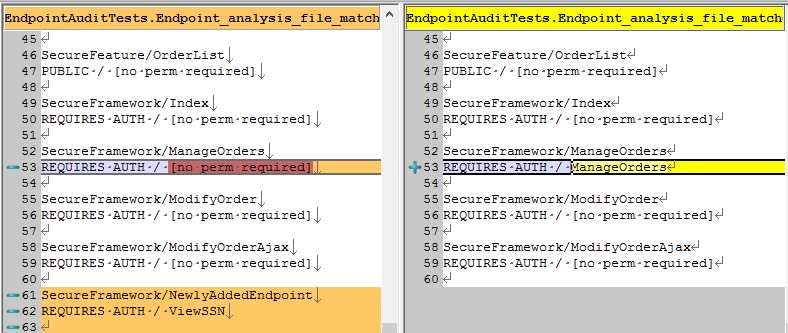 EndpointAuditTests.Endpoint_analysis_file_match
45
46 SecureFeature/OrderList
47 PUBLIC / [no perm required]
48
49 SecureFramework/Index
50 REQUIRES AUTH / [no perm required]
51
52 SecureFramework/ManageOrders
53 REQUIRES AUTH / [no perm required]
54
55 SecureFramework/ModifyOrder
56 REQUIRES AUTH / [no perm required]
57
58 SecureFramework/ModifyOrderAjax
59 REQUIRES AUTH / [no perm required]
60
61 SecureFramework/NewlyAddedEndpoint
62 REQUIRES AUTH / ViewSSN
63
EndpointAuditTests.Endpoint_analysis_file_matche
45
46 SecureFeature/OrderList
47 PUBLIC / [no perm required]
48
49 SecureFramework/Index
50 REQUIRES AUTH / [no perm required]
51
52 SecureFramework/ManageOrders
53 REQUIRES AUTH / ManageOrders
54
55 SecureFramework/ModifyOrder
56 REQUIRES AUTH / [no perm required]
57
58 SecureFramework/ModifyOrderAjax
59 REQUIRES AUTH / [no perm required]
60